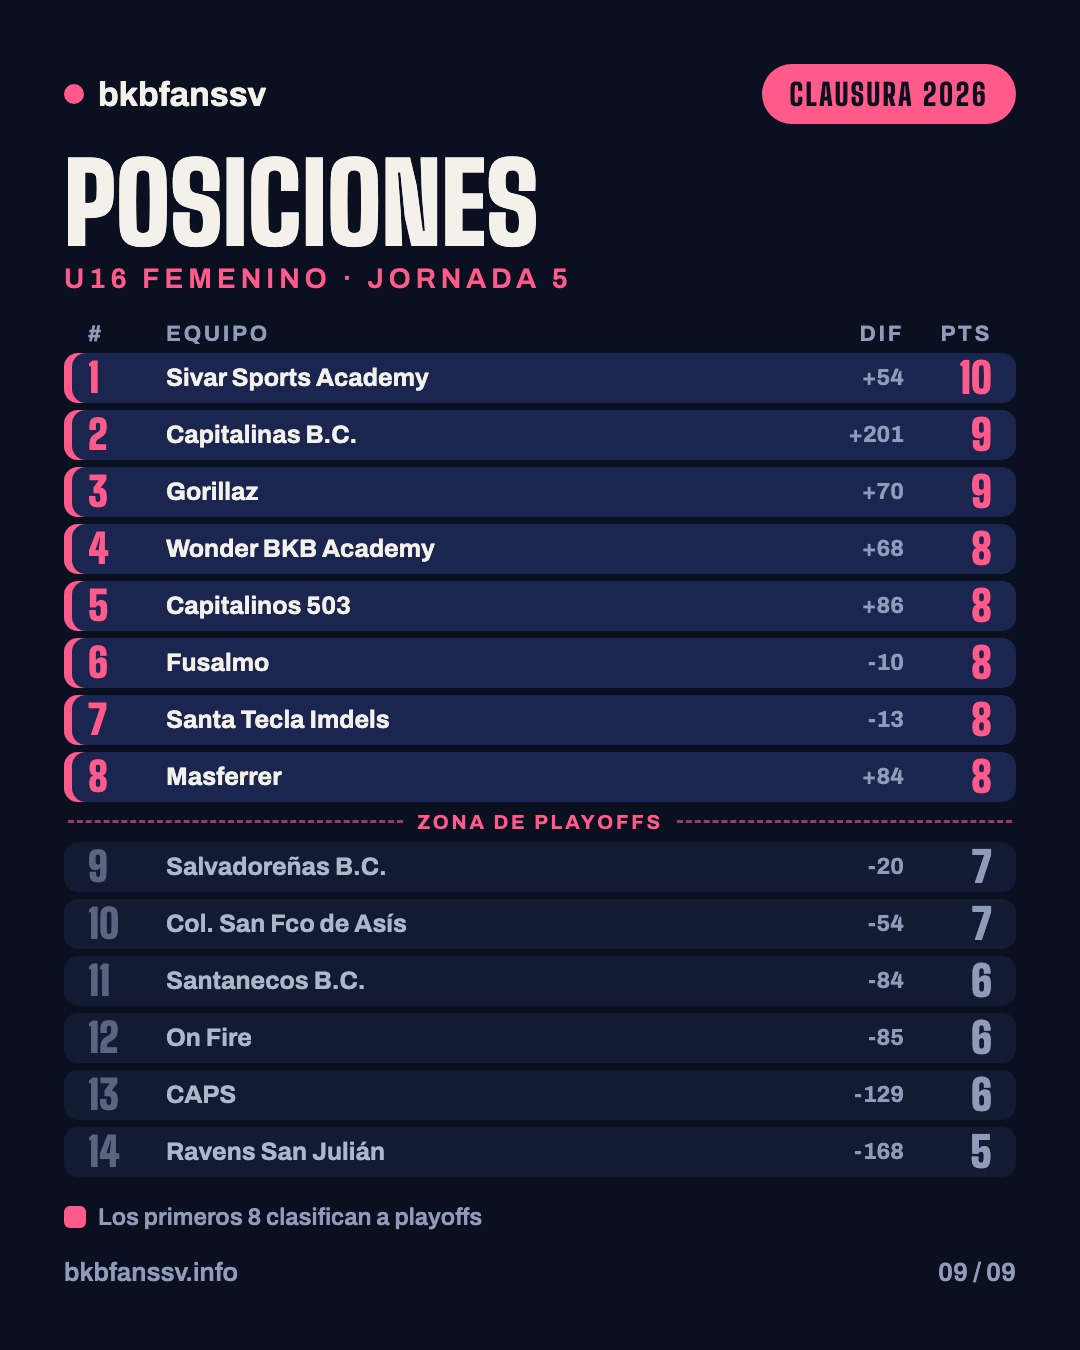 bkbfanssv
CLAUSURA 2026
POSICIONES
U16 FEMENINO · JORNADA 5
# EQUIPO DIF PTS
1 Sivar Sports Academy +54 10
2 Capitalinas B.C. +201 9
3 Gorillaz +70 9
4 Wonder BKB Academy +68 8
5 Capitalinos 503 +86 8
6 Fusalmo -10 8
7 Santa Tecla Imdels -13 8
8 Masferrer +84 8
ZONA DE PLAYOFFS
9 Salvadoreñas B.C. -20 7
10 Col. San Fco de Asís -54 7
11 Santanecos B.C. -84 6
12 On Fire -85 6
13 CAPS -129 6
14 Ravens San Julián -168 5
Los primeros 8 clasifican a playoffs
bkbfanssv.info 09 / 09